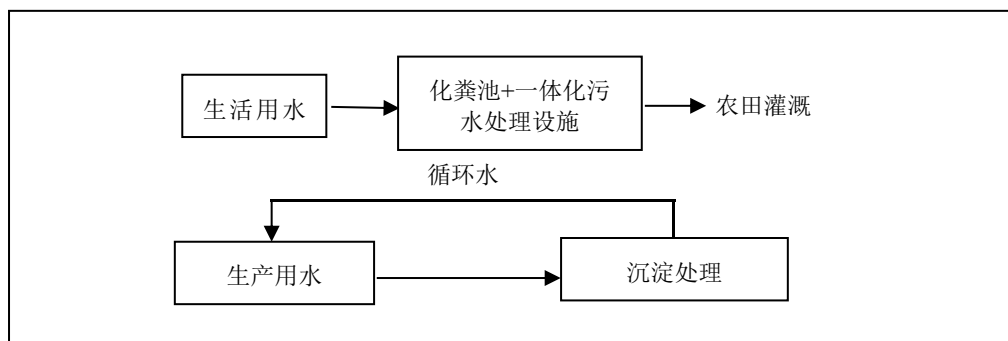 生活用水
化粪池+一体化污
水处理设施
农田灌溉
循环水
生产用水
沉淀处理